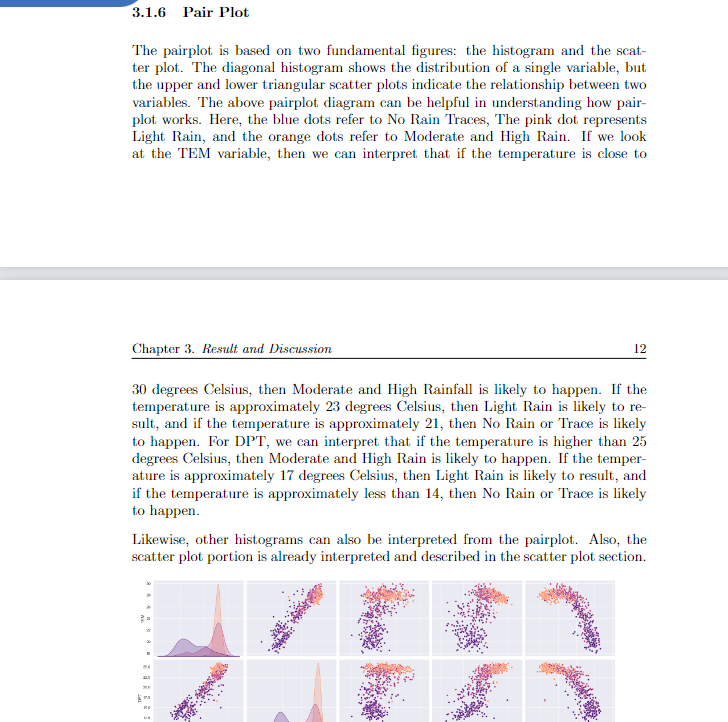 3.1.6 Pair Plot
The pairplot is based on two fundamental figures: the histogram and the scat-
ter plot. The diagonal histogram shows the distribution of a single variable, but
the upper and lower triangular scatter plots indicate the relationship between two
variables. The above pairplot diagram can be helpful in understanding how pair-
plot works. Here, the blue dots refer to No Rain Traces, The pink dot represents
Light Rain, and the orange dots refer to Moderate and High Rain. If we look
at the TEM variable, then we can interpret that if the temperature is close to
Chapter 3. Result and Discussion 12
30 degrees Celsius, then Moderate and High Rainfall is likely to happen. If the
temperature is approximately 23 degrees Celsius, then Light Rain is likely to re-
sult, and if the temperature is approximately 21, then No Rain or Trace is likely
to happen. For DPT, we can interpret that if the temperature is higher than 25
degrees Celsius, then Moderate and High Rain is likely to happen. If the temper-
ature is approximately 17 degrees Celsius, then Light Rain is likely to result, and
if the temperature is approximately less than 14, then No Rain or Trace is likely
to happen.
Likewise, other histograms can also be interpreted from the pairplot. Also, the
scatter plot portion is already interpreted and described in the scatter plot section.